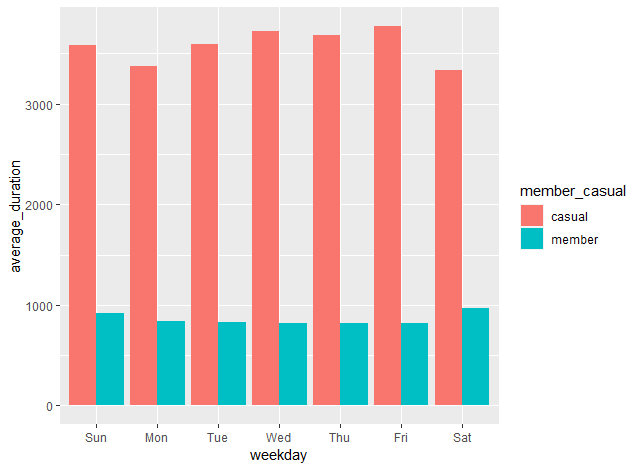 average_duration
3000
2000
1000
0
Sun Mon Tue Wed Thu Fri Sat
weekday
member_casual
casual
member